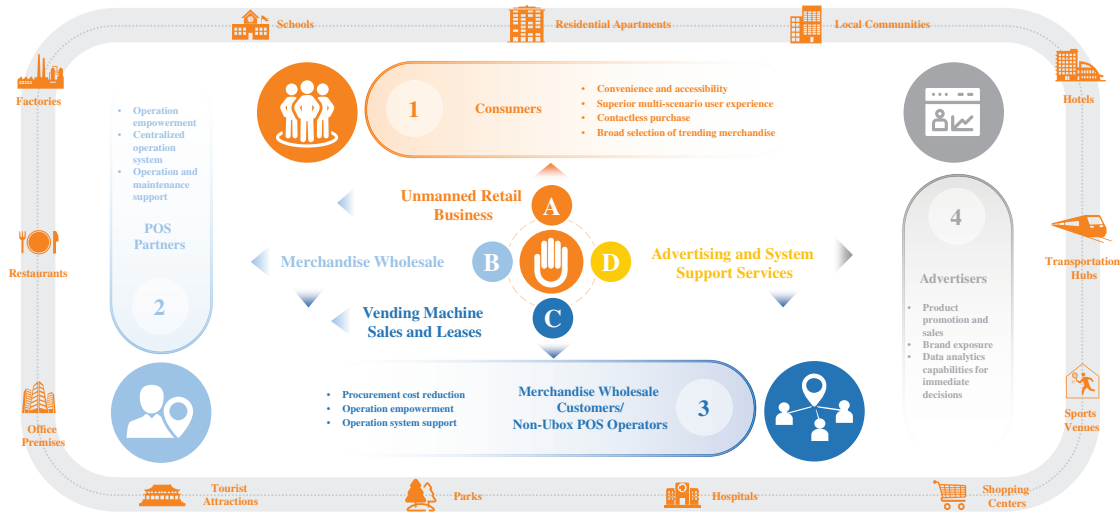 Schools
Residential Apartments
Local Communities
Factories
Hotels
1
Consumers
• Convenience and accessibility
• Superior multi-scenario user experience
• Contactless purchase
• Broad selection of trending merchandise
• Operation
empowerment
• Centralized
operation
system
• Operation and
maintenance
support
POS
Partners
2
Unmanned Retail
Business
A
Merchandise Wholesale
B
D
Advertising and System
Support Services
Vending Machine
Sales and Leases
C
4
Advertisers
• Product
promotion and
sales
• Brand exposure
• Data analytics
capabilities for
immediate
decisions
Restaurants
Transportation
Hubs
• Procurement cost reduction
• Operation empowerment
• Operation system support
Merchandise Wholesale
Customers/
Non-Ubox POS Operators
3
Office
Premises
Sports
Venues
Tourist
Attractions
Parks
Hospitals
Shopping
Centers